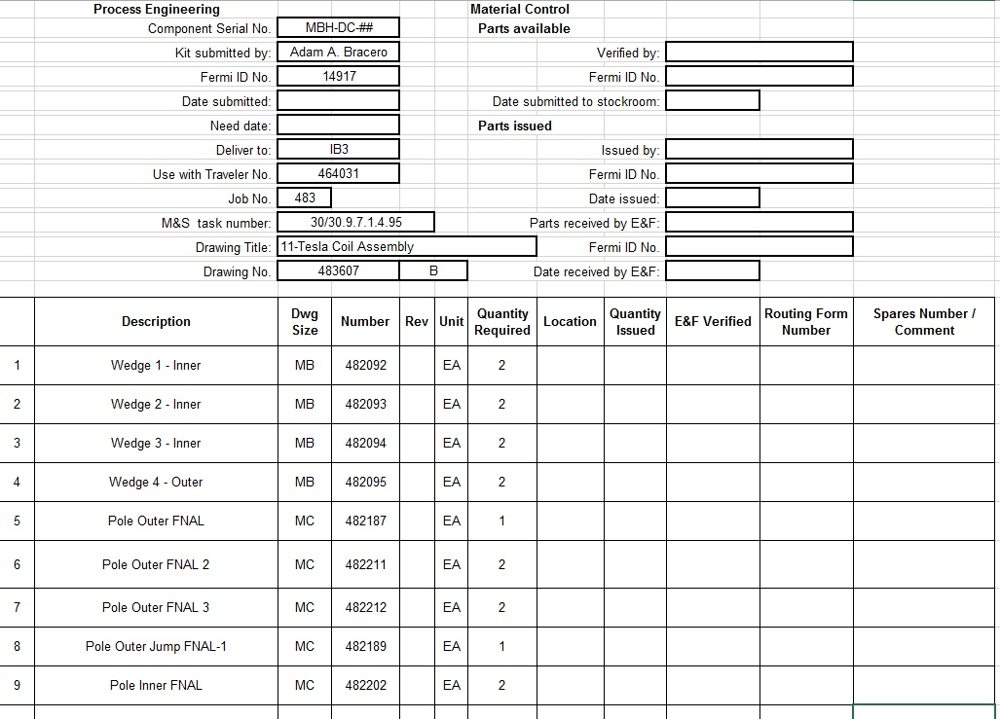 Process Engineering Material Control
Component Serial No. MBH-DC-## Parts available
Kit submitted by: Adam A. Bracero Verified by:
Fermi ID No. 14917 Fermi ID No.
Date submitted: Date submitted to stockroom:
Need date: Parts issued
Deliver to: IB3 Issued by:
Use with Traveler No. 464031 Fermi ID No.
Job No. 483 Date issued:
M&S task number: 30/30.9.7.1.4.95 Parts received by E&F:
Drawing Title: 11-Tesla Coil Assembly Fermi ID No.
Drawing No. 483607 B Date received by E&F:
Description Dwg Size Number Rev Unit Quantity Required Location Quantity Issued E&F Verified Routing Form Number Spares Number / Comment
1 Wedge 1 - Inner MB 482092 EA 2
2 Wedge 2 - Inner MB 482093 EA 2
3 Wedge 3 - Inner MB 482094 EA 2
4 Wedge 4 - Outer MB 482095 EA 2
5 Pole Outer FNAL MC 482187 EA 1
6 Pole Outer FNAL 2 MC 482211 EA 2
7 Pole Outer FNAL 3 MC 482212 EA 2
8 Pole Outer Jump FNAL-1 MC 482189 EA 1
9 Pole Inner FNAL MC 482202 EA 2